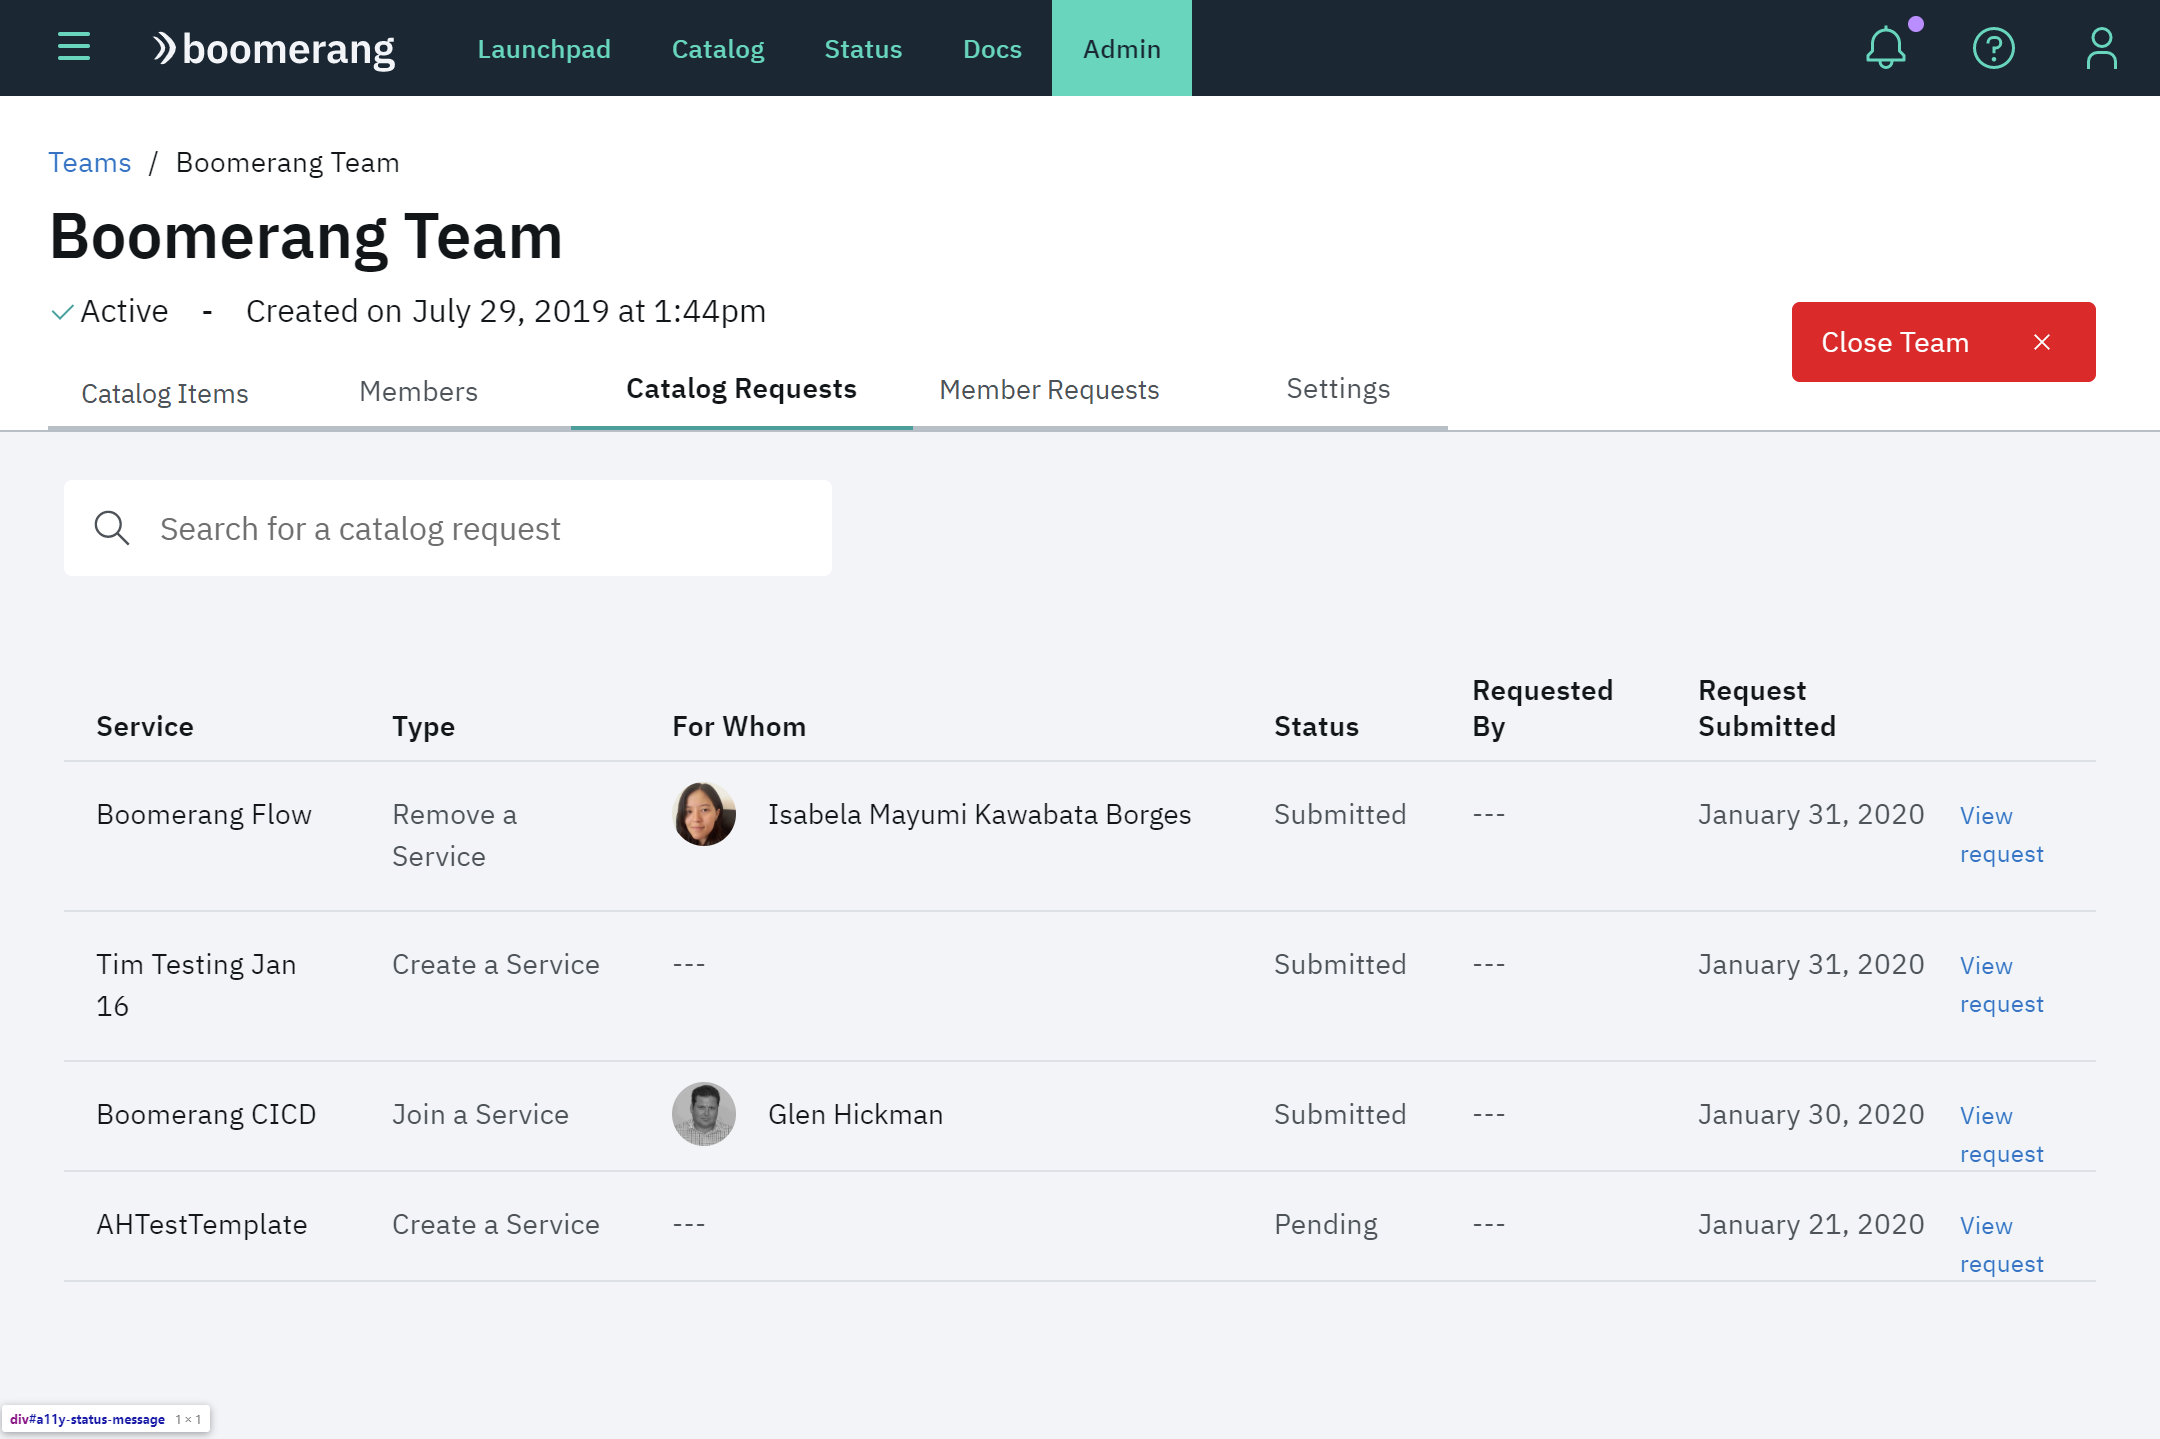 boomerang Launchpad Catalog Status Docs Admin
Teams / Boomerang Team
Boomerang Team
Active - Created on July 29, 2019 at 1:44pm
Close Team
Catalog Items Members Catalog Requests Member Requests Settings
Search for a catalog request
Service Type For Whom Status Requested By Request Submitted
Boomerang Flow Remove a Service Isabela Mayumi Kawabata Borges Submitted --- January 31, 2020 View request
Tim Testing Jan 16 Create a Service --- Submitted --- January 31, 2020 View request
Boomerang CICD Join a Service Glen Hickman Submitted --- January 30, 2020 View request
AHTestTemplate Create a Service --- Pending --- January 21, 2020 View request
div#a11y-status-message 1 × 1